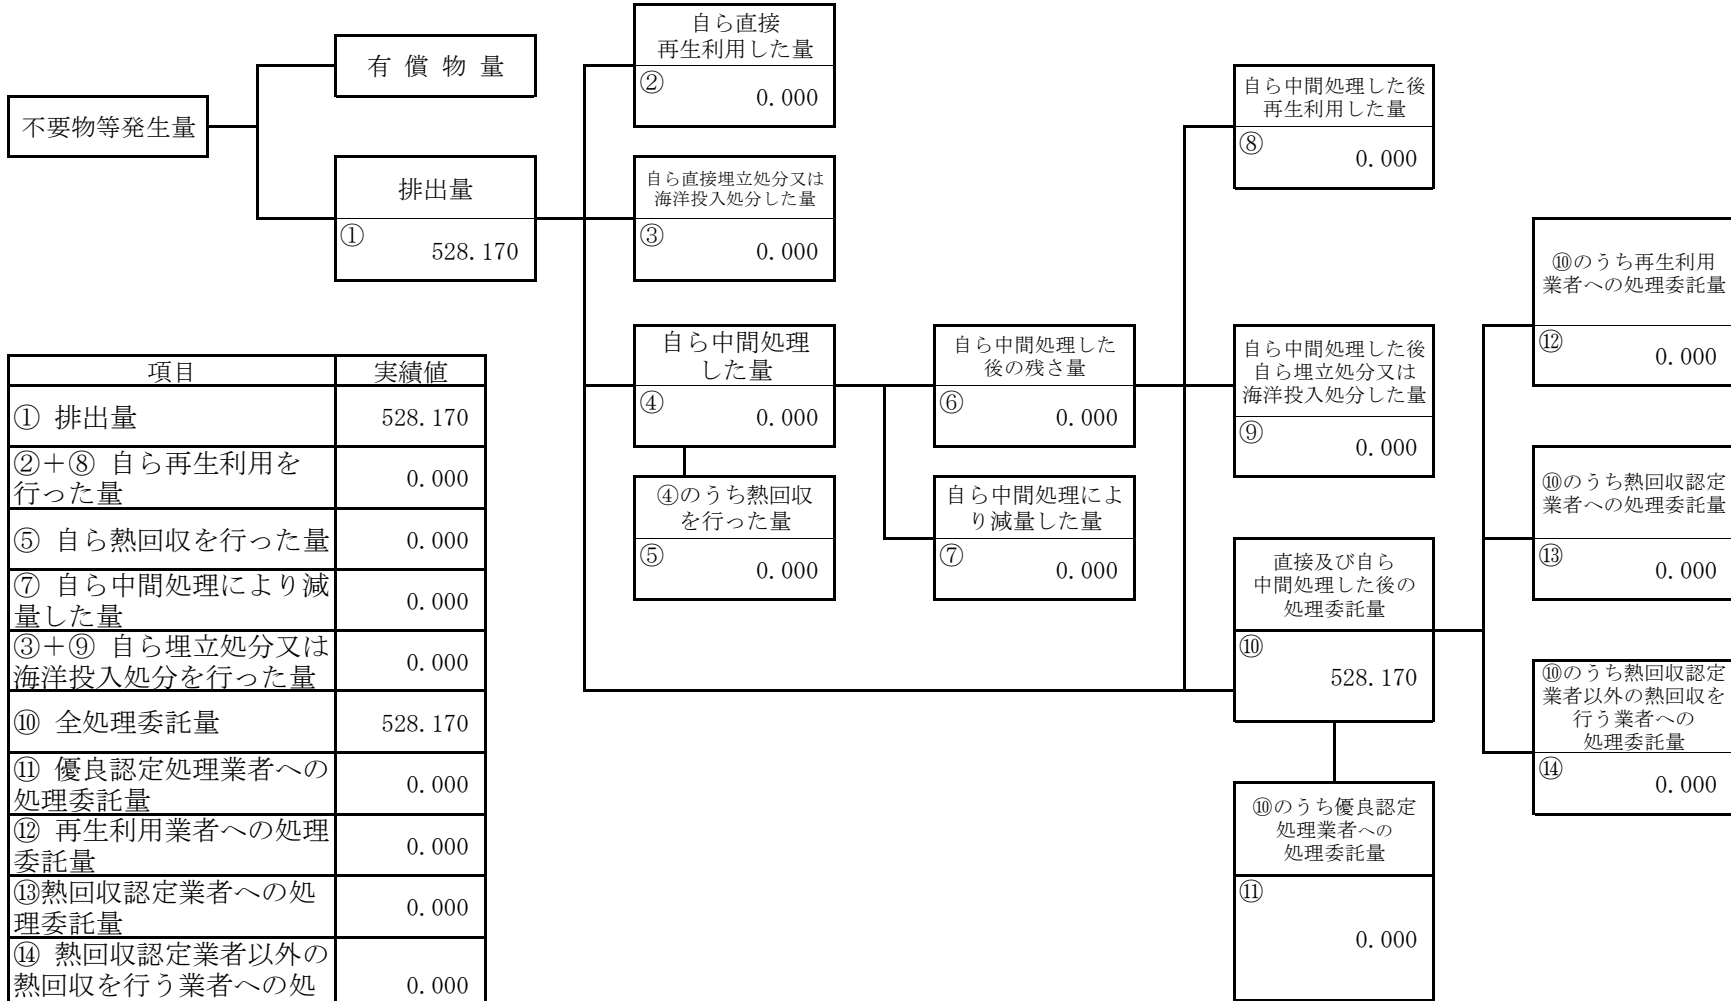 不要物等発生量
有 償 物 量
排出量
①
528.170
自ら直接
再生利用した量
②
0.000
自ら直接埋立処分又は
海洋投入処分した量
③
0.000
自ら中間処理
した量
④
0.000
④のうち熱回収
を行った量
⑤
0.000
自ら中間処理した
後の残さ量
⑥
0.000
自ら中間処理によ
り減量した量
⑦
0.000
自ら中間処理した後
再生利用した量
⑧
0.000
自ら中間処理した後
自ら埋立処分又は
海洋投入処分した量
⑨
0.000
直接及び自ら
中間処理した後の
処理委託量
⑩
528.170
⑩のうち優良認定
処理業者への
処理委託量
⑪
0.000
⑩のうち再生利用
業者への処理委託量
⑫
0.000
⑩のうち熱回収認定
業者への処理委託量
⑬
0.000
⑩のうち熱回収認定
業者以外の熱回収を
行う業者への
処理委託量
⑭
0.000
項目 実績値
① 排出量 528.170
②+⑧ 自ら再生利用を
行った量 0.000
⑤ 自ら熱回収を行った量 0.000
⑦ 自ら中間処理により減
量した量 0.000
③+⑨ 自ら埋立処分又は
海洋投入処分を行った量 0.000
⑩ 全処理委託量 528.170
⑪ 優良認定処理業者への
処理委託量 0.000
⑫ 再生利用業者への処理
委託量 0.000
⑬熱回収認定業者への処
理委託量 0.000
⑭ 熱回収認定業者以外の
熱回収を行う業者への処 0.000